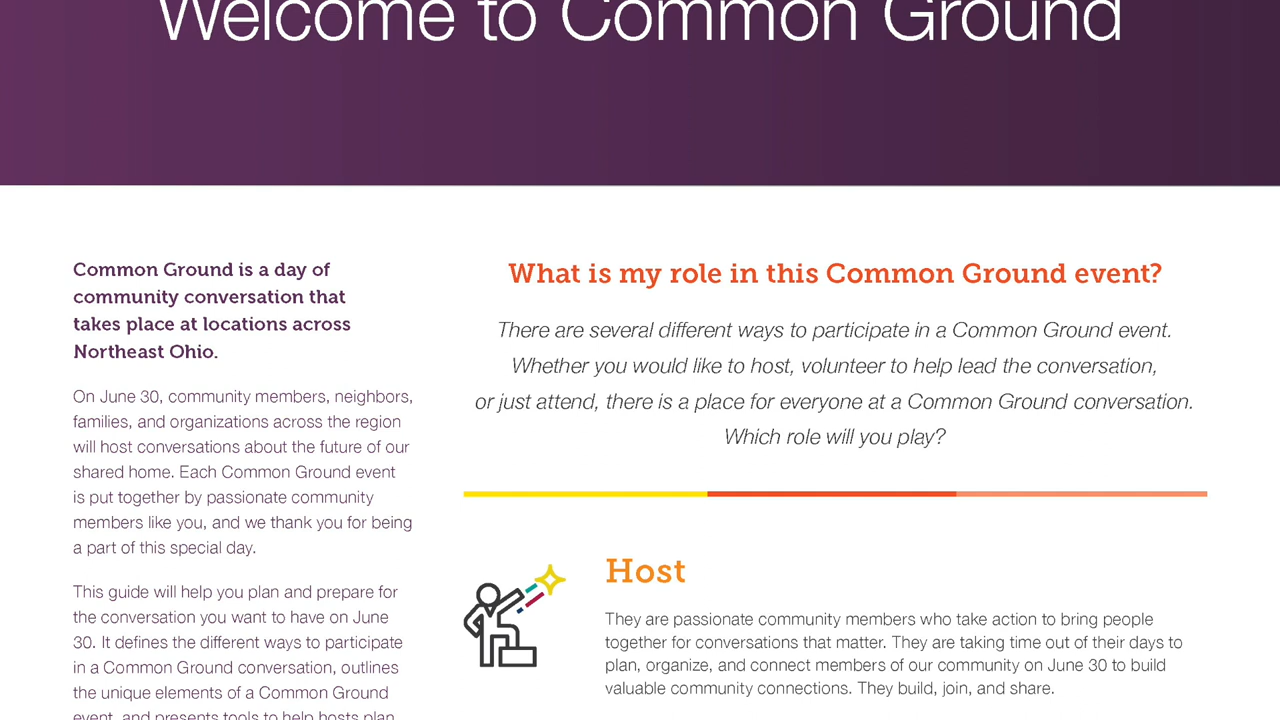 Welcome to Common Ground
Common Ground is a day of
community conversation that
takes place at locations across
Northeast Ohio.
On June 30, community members, neighbors,
families, and organizations across the region
will host conversations about the future of our
shared home. Each Common Ground event
is put together by passionate community
members like you, and we thank you for being
a part of this special day.
This guide will help you plan and prepare for
the conversation you want to have on June
30. It defines the different ways to participate
in a Common Ground conversation, outlines
the unique elements of a Common Ground
event, and presents tools to help hosts plan
What is my role in this Common Ground event?
There are several different ways to participate in a Common Ground event.
Whether you would like to host, volunteer to help lead the conversation,
or just attend, there is a place for everyone at a Common Ground conversation.
Which role will you play?
Host
They are passionate community members who take action to bring people
together for conversations that matter. They are taking time out of their days to
plan, organize, and connect members of our community on June 30 to build
valuable community connections. They build, join, and share.